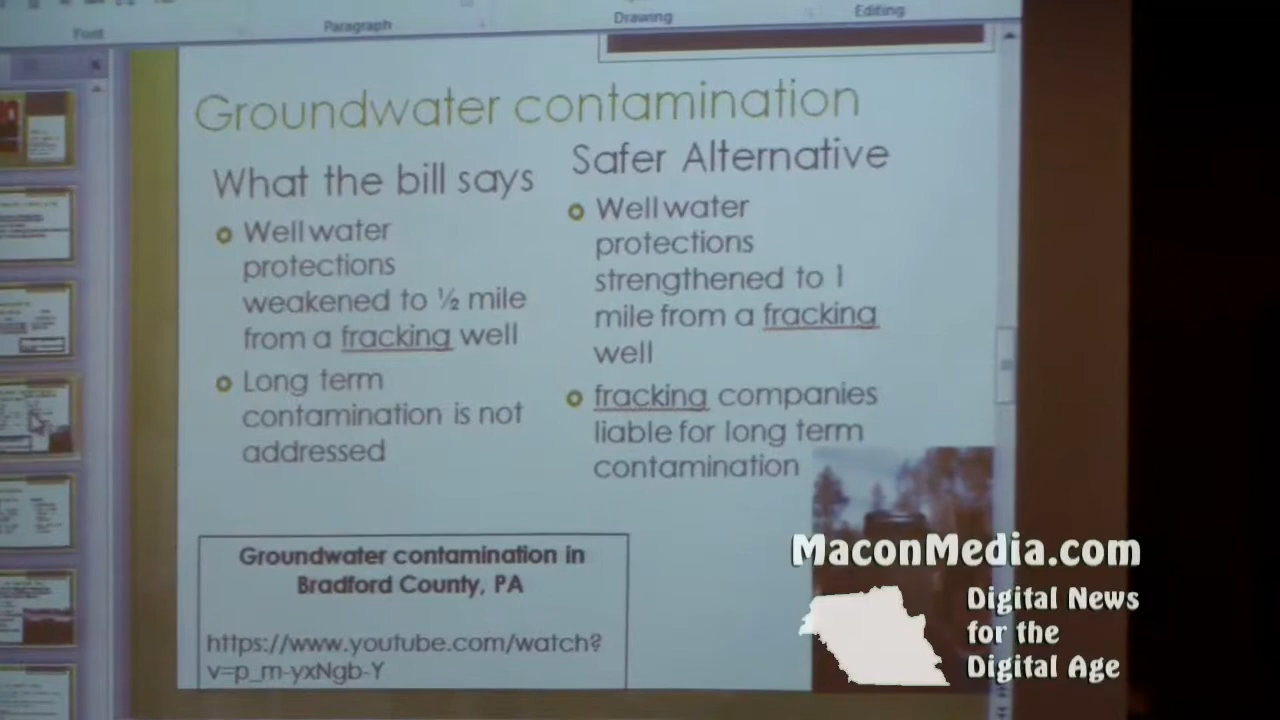 Font
Paragraph
Drawing
Editing
Groundwater contamination
What the bill says
Well water
protections
weakened to ½ mile
from a fracking well
Long term
contamination is not
addressed
Safer Alternative
Well water
protections
strengthened to 1
mile from a fracking
well
fracking companies
liable for long term
contamination
Groundwater contamination in
Bradford County, PA
https://www.youtube.com/watch?
v=p_m-yxNgb-Y
MaconMedia.com
Digital News
for the
Digital Age